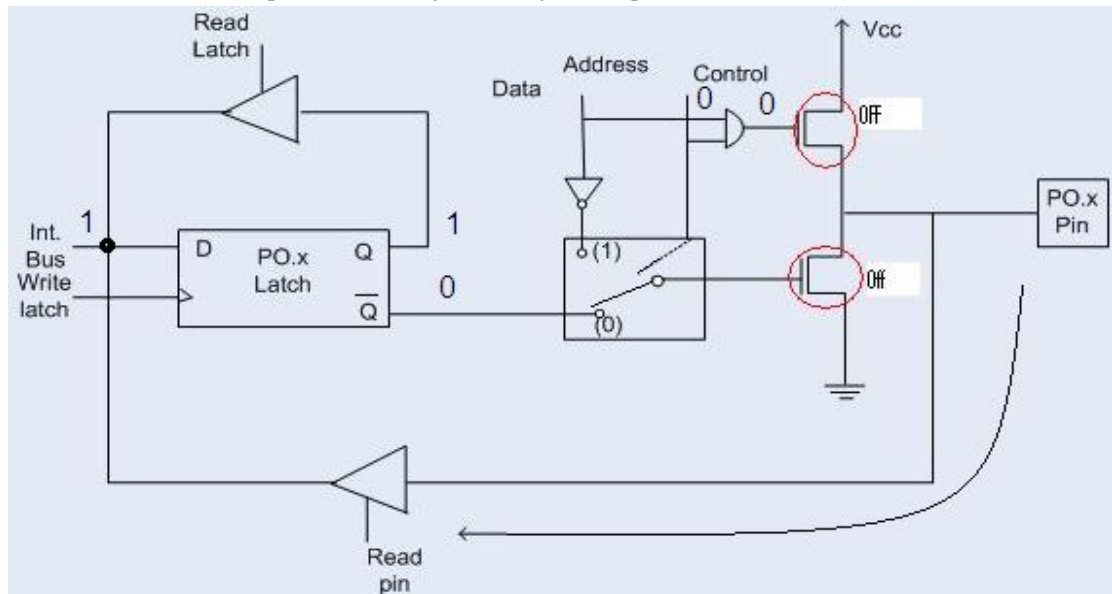 Read
Latch
Vcc
Address
Data
Control
0
0
0ff
1
Int.
Bus
Write
latch
D
PO.x
Latch
Q
Q
1
0
(1)
(0)
0ff
PO.x
Pin
Read
pin